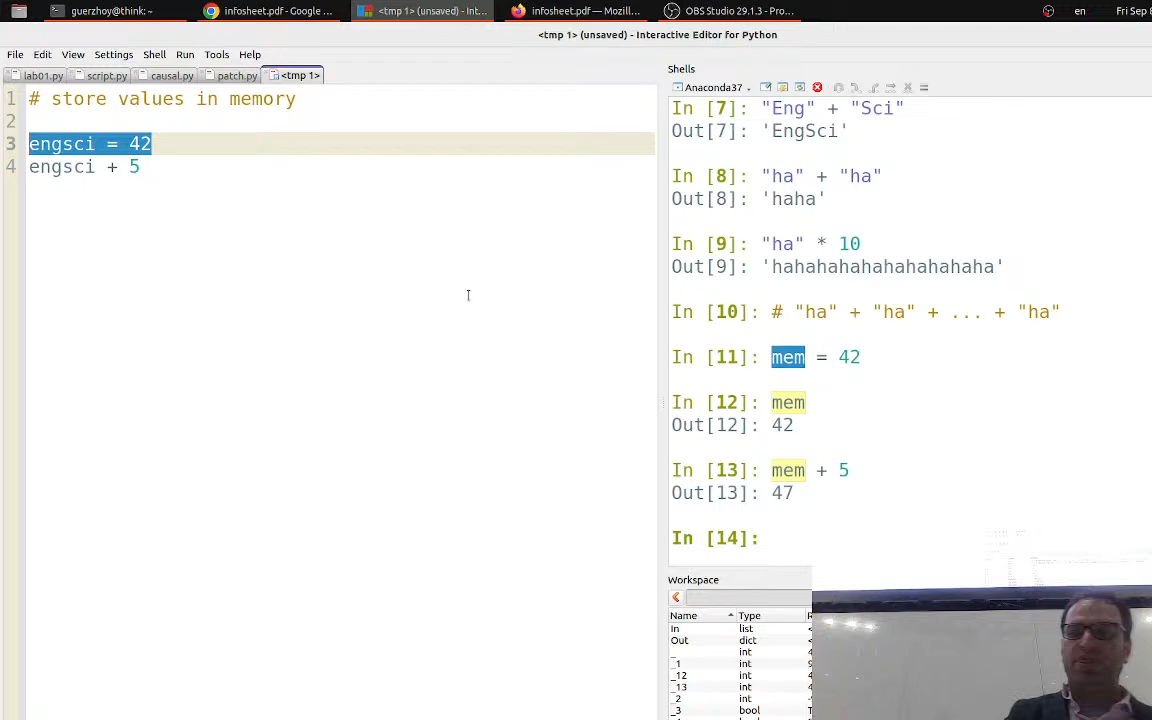 guerzhoy@think: ~
infosheet.pdf - Google ...
<tmp 1> (unsaved) - Int...
infosheet.pdf — Mozill...
OBS Studio 29.1.3 - Pro...
en
Fri Sep 8
<tmp 1> (unsaved) - Interactive Editor for Python
File Edit View Settings Shell Run Tools Help
lab01.py script.py causal.py patch.py <tmp 1>
1 # store values in memory
2
3 engsci = 42
4 engsci + 5
Shells
Anaconda37
In [7]: "Eng" + "Sci"
Out[7]: 'EngSci'
In [8]: "ha" + "ha"
Out[8]: 'haha'
In [9]: "ha" * 10
Out[9]: 'hahahahahahahahahaha'
In [10]: # "ha" + "ha" + ... + "ha"
In [11]: mem = 42
In [12]: mem
Out[12]: 42
In [13]: mem + 5
Out[13]: 47
In [14]:
Workspace
Name Type
In list
Out dict
_ int
_1 int
_12 int
_13 int
_2 int
_3 bool